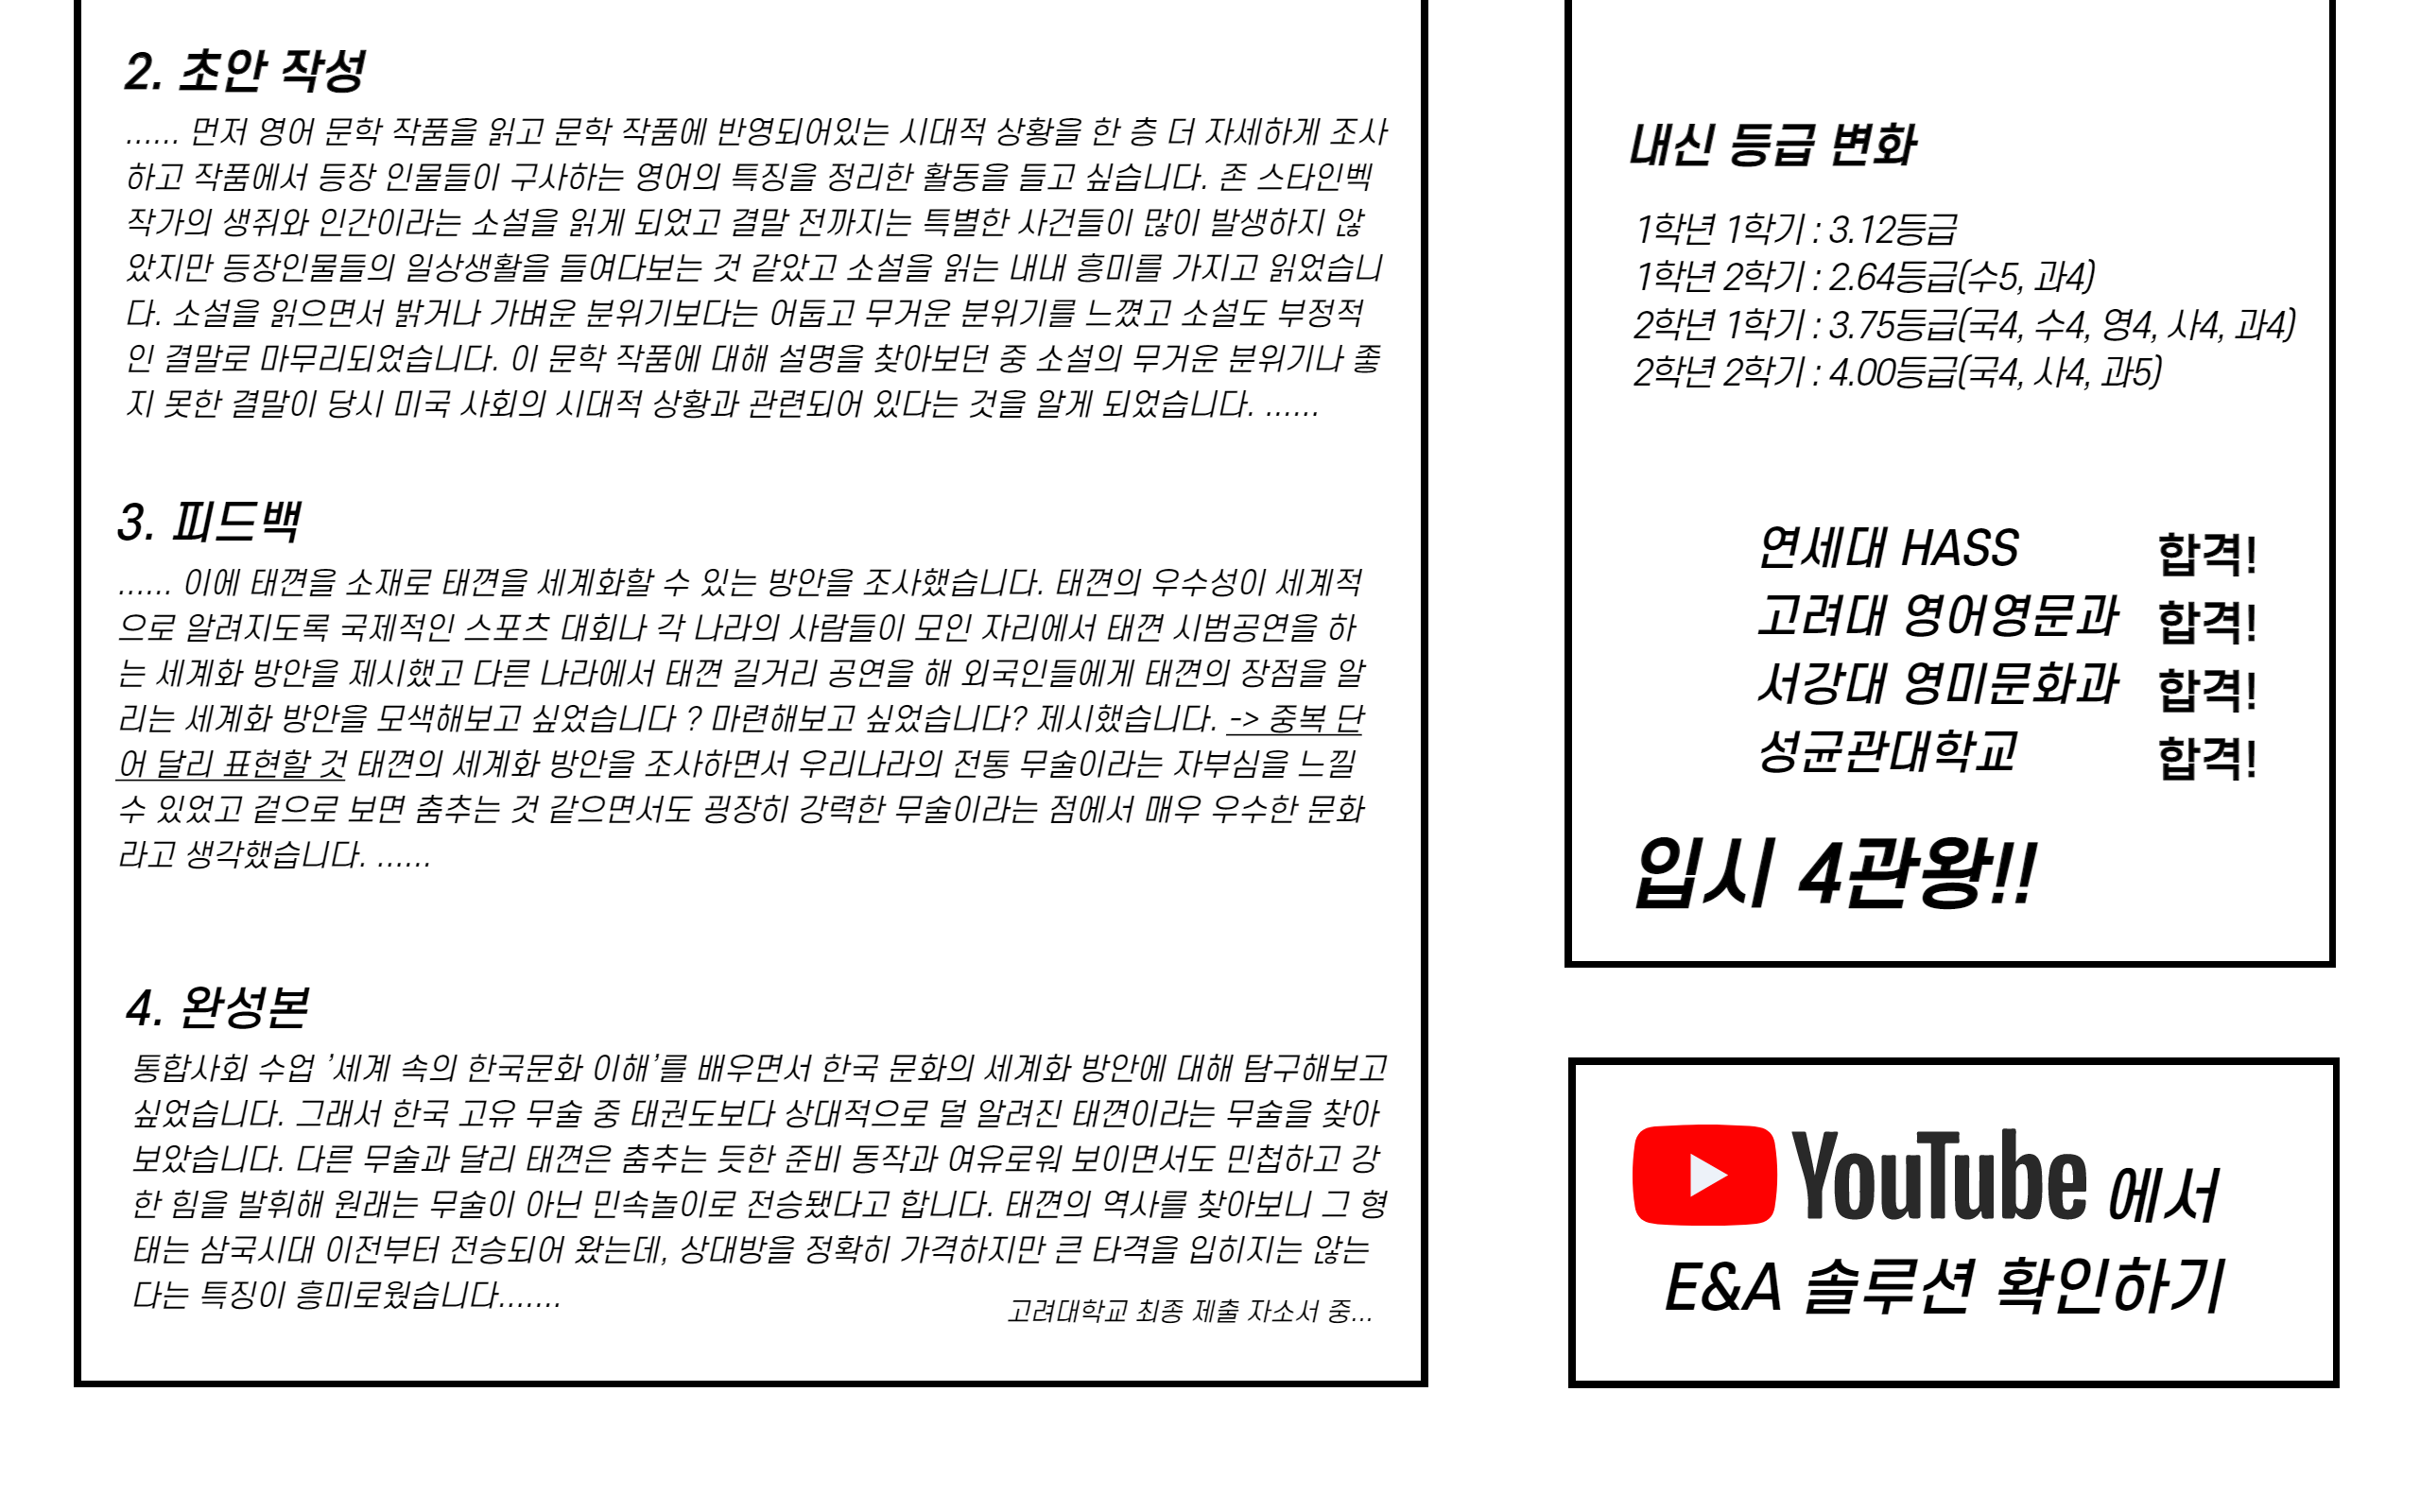 2. 초안 작성
...... 먼저 영어 문학 작품을 읽고 문학 작품에 반영되어있는 시대적 상황을 한 층 더 자세하게 조사
하고 작품에서 등장 인물들이 구사하는 영어의 특징을 정리한 활동을 들고 싶습니다. 존 스타인벡
작가의 생쥐와 인간이라는 소설을 읽게 되었고 결말 전까지는 특별한 사건들이 많이 발생하지 않
았지만 등장인물들의 일상생활을 들여다보는 것 같았고 소설을 읽는 내내 흥미를 가지고 읽었습니
다. 소설을 읽으면서 밝거나 가벼운 분위기보다는 어둡고 무거운 분위기를 느꼈고 소설도 부정적
인 결말로 마무리되었습니다. 이 문학 작품에 대해 설명을 찾아보던 중 소설의 무거운 분위기나 좋
지 못한 결말이 당시 미국 사회의 시대적 상황과 관련되어 있다는 것을 알게 되었습니다. ......
3. 피드백
...... 이에 태껸을 소재로 태껸을 세계화할 수 있는 방안을 조사했습니다. 태껸의 우수성이 세계적
으로 알려지도록 국제적인 스포츠 대회나 각 나라의 사람들이 모인 자리에서 태껸 시범공연을 하
는 세계화 방안을 제시했고 다른 나라에서 태껸 길거리 공연을 해 외국인들에게 태껸의 장점을 알
리는 세계화 방안을 모색해보고 싶었습니다 ? 마련해보고 싶었습니다? 제시했습니다. -> 중복 단
어 달리 표현할 것 태껸의 세계화 방안을 조사하면서 우리나라의 전통 무술이라는 자부심을 느낄
수 있었고 겉으로 보면 춤추는 것 같으면서도 굉장히 강력한 무술이라는 점에서 매우 우수한 문화
라고 생각했습니다. ......
4. 완성본
통합사회 수업 '세계 속의 한국문화 이해'를 배우면서 한국 문화의 세계화 방안에 대해 탐구해보고
싶었습니다. 그래서 한국 고유 무술 중 태권도보다 상대적으로 덜 알려진 태껸이라는 무술을 찾아
보았습니다. 다른 무술과 달리 태껸은 춤추는 듯한 준비 동작과 여유로워 보이면서도 민첩하고 강
한 힘을 발휘해 원래는 무술이 아닌 민속놀이로 전승됐다고 합니다. 태껸의 역사를 찾아보니 그 형
태는 삼국시대 이전부터 전승되어 왔는데, 상대방을 정확히 가격하지만 큰 타격을 입히지는 않는
다는 특징이 흥미로웠습니다.......
고려대학교 최종 제출 자소서 중...
내신 등급 변화
1학년 1학기 : 3.12등급
1학년 2학기 : 2.64등급(수5, 과4)
2학년 1학기 : 3.75등급(국4, 수4, 영4, 사4, 과4)
2학년 2학기 : 4.00등급(국4, 사4, 과5)
연세대 HASS 합격!
고려대 영어영문과 합격!
서강대 영미문화과 합격!
성균관대학교 합격!
입시 4관왕!!
YouTube 에서
E&A 솔루션 확인하기